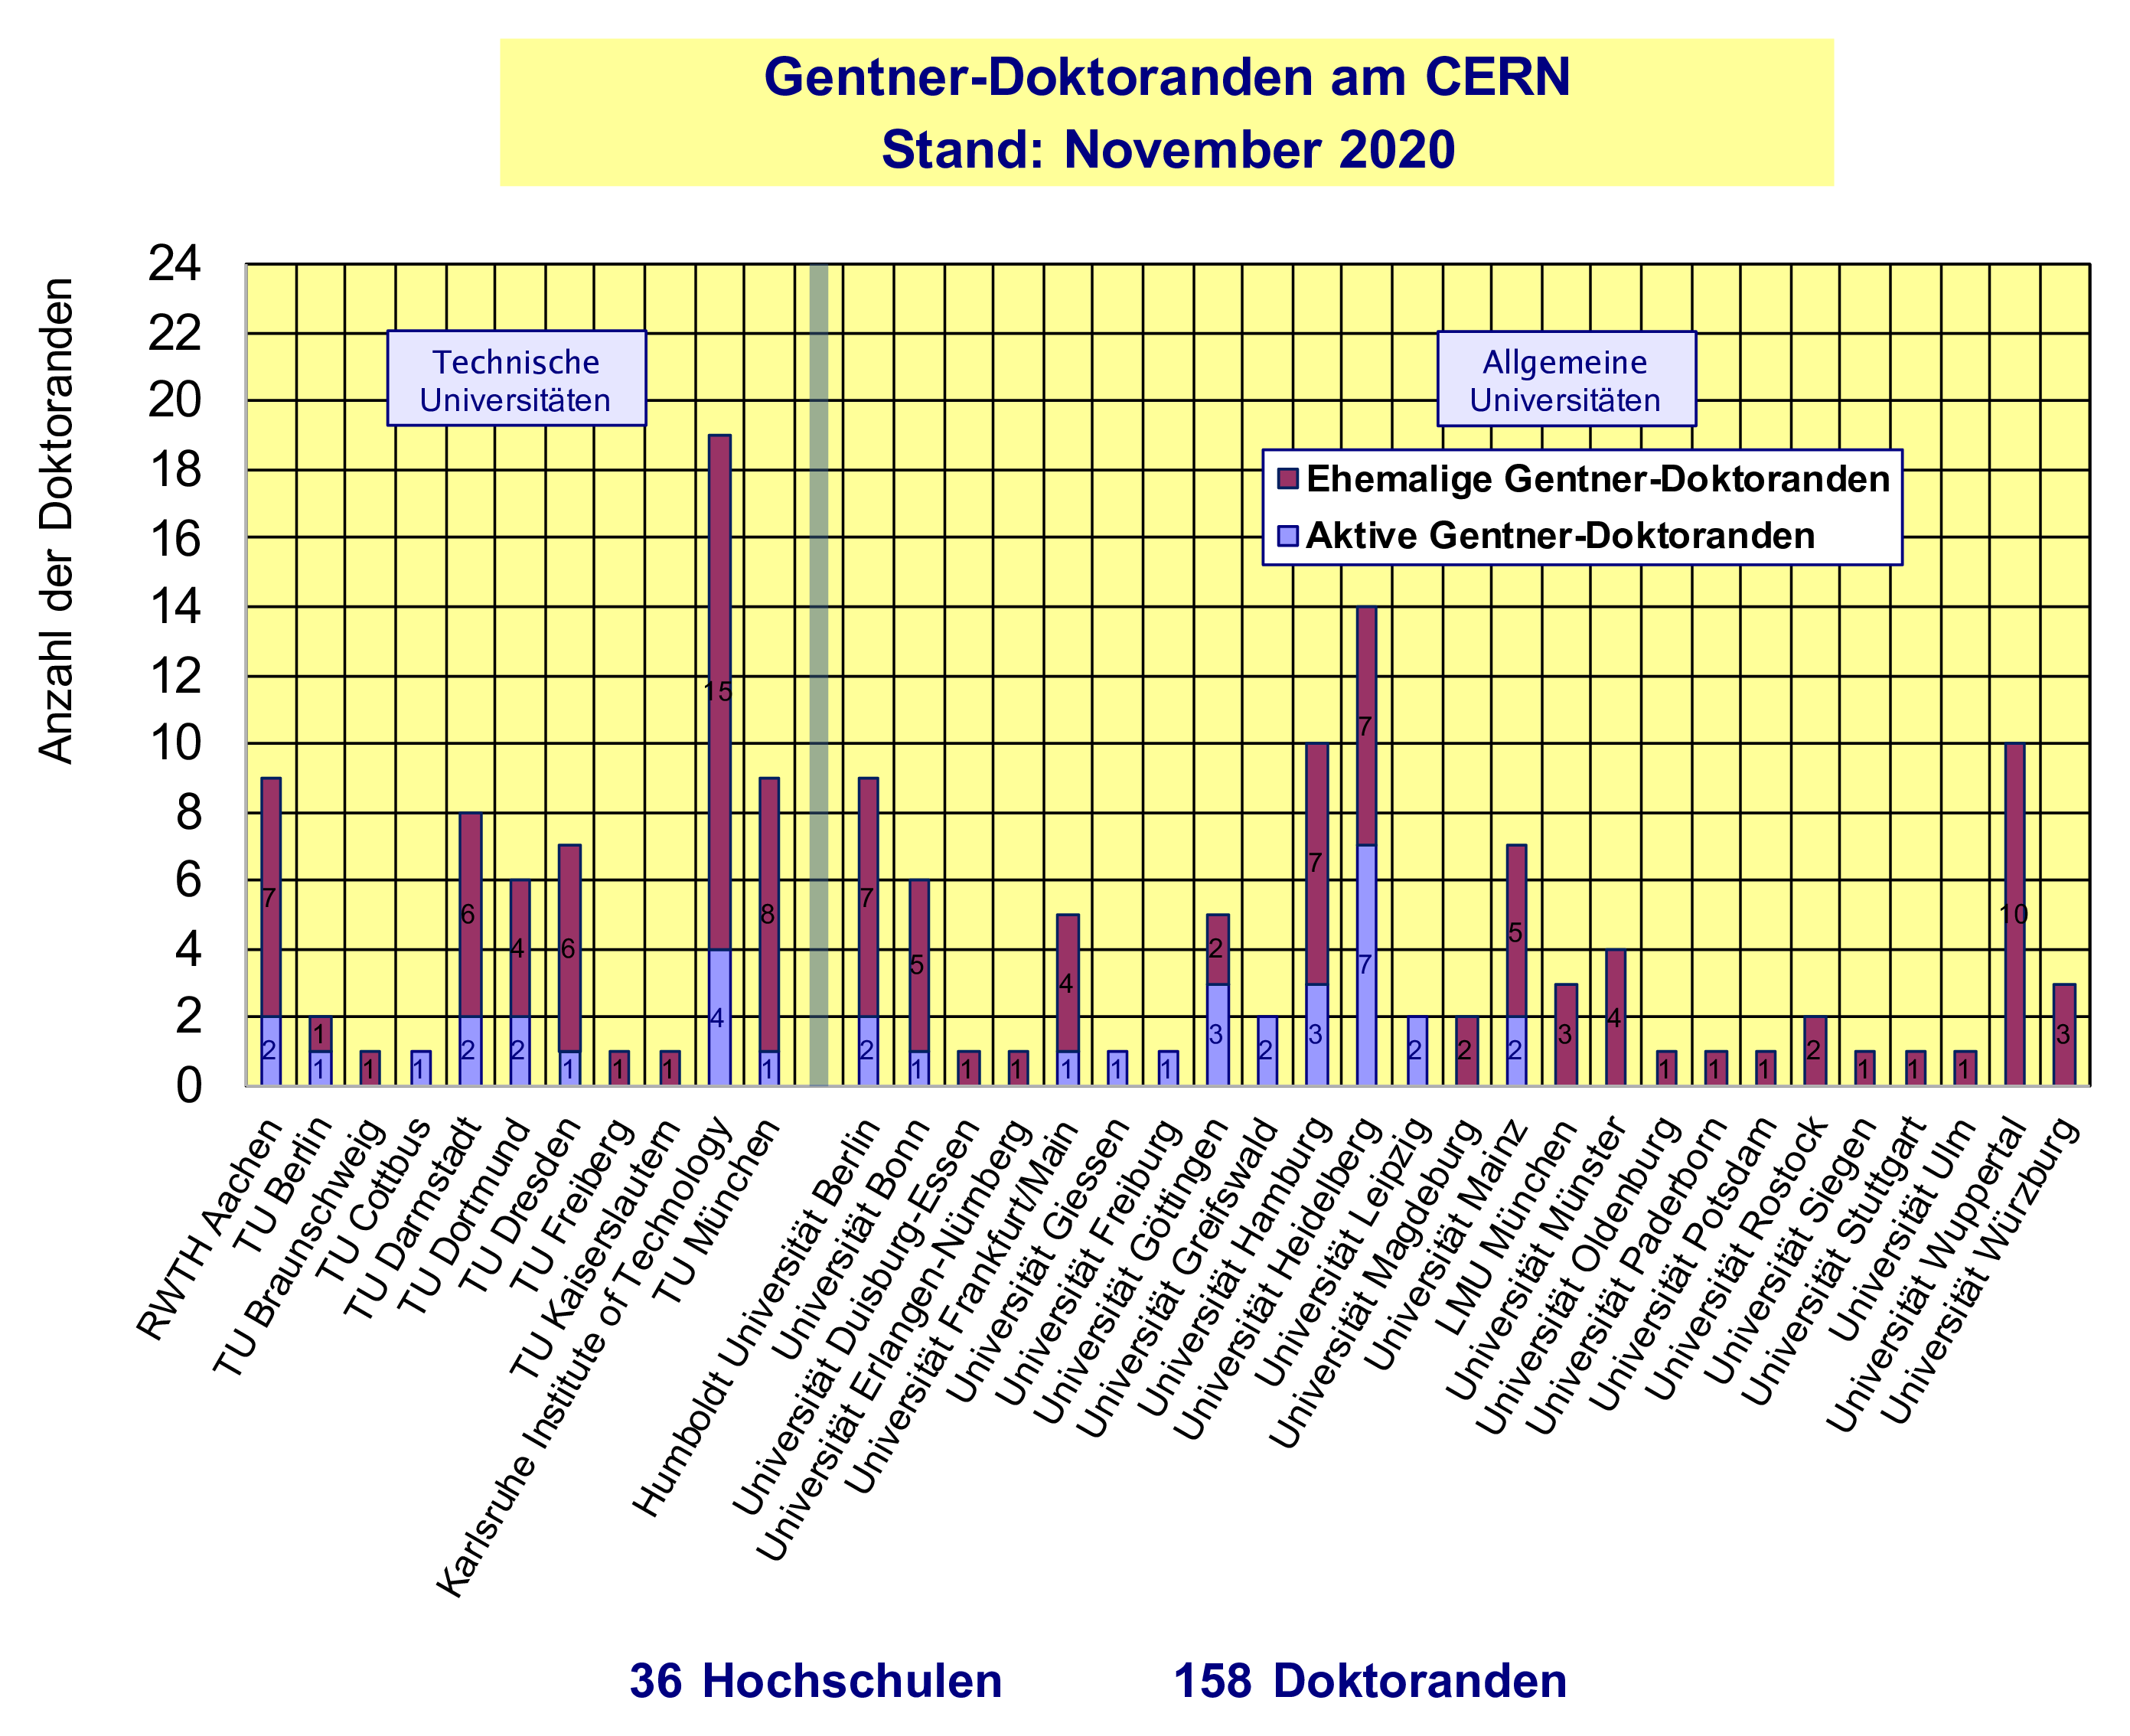 Gentner-Doktoranden am CERN
Stand: November 2020
Anzahl der Doktoranden
24
22
20
18
16
14
12
10
8
6
4
2
0
Technische
Universitäten
Allgemeine
Universitäten
Ehemalige Gentner-Doktoranden
Aktive Gentner-Doktoranden
7 1 1 6 4 6 1 1 15 8 7 5 1 1 4 2 7 7 2 5 3 4 1 1 1 2 1 1 1 10 3
2 1 1 2 2 1 4 1 2 1 1 1 1 3 2 3 7 2 2
RWTH Aachen
TU Berlin
TU Braunschweig
TU Cottbus
TU Darmstadt
TU Dortmund
TU Dresden
TU Freiberg
TU Kaiserslautern
Karlsruhe Institute of Technology
TU München
Humboldt Universität Berlin
Universität Bonn
Universität Duisburg-Essen
Universität Erlangen-Nürnberg
Universität Frankfurt/Main
Universität Giessen
Universität Freiburg
Universität Göttingen
Universität Greifswald
Universität Hamburg
Universität Heidelberg
Universität Leipzig
Universität Magdeburg
Universität Mainz
LMU München
Universität Münster
Universität Oldenburg
Universität Paderborn
Universität Potsdam
Universität Rostock
Universität Siegen
Universität Stuttgart
Universität Ulm
Universität Wuppertal
Universität Würzburg
36 Hochschulen 158 Doktoranden